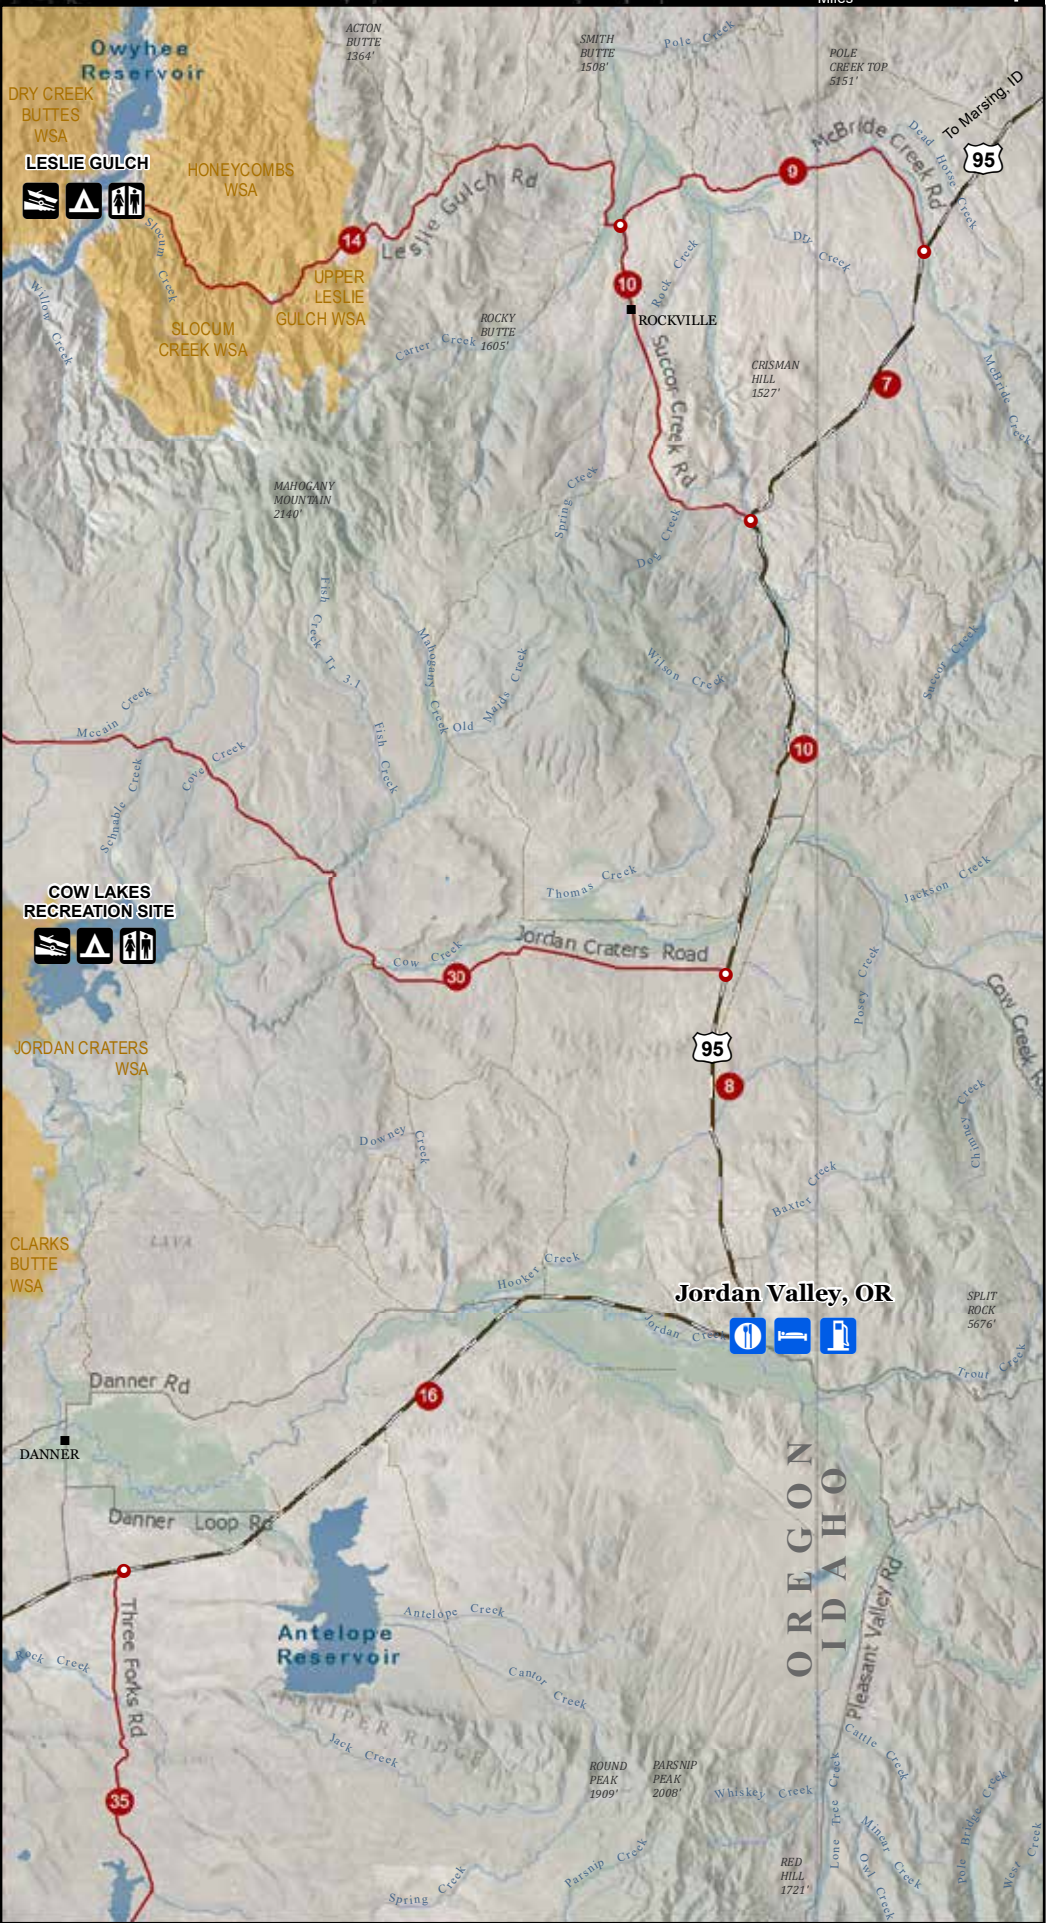 Miles
ACTON
BUTTE
1364'
SMITH
BUTTE
1508'
Pole Creek
POLE
CREEK TOP
5151'
To Marsing, ID
95
Owyhee
Reservoir
DRY CREEK
BUTTES
WSA
LESLIE GULCH
HONEYCOMBS
WSA
McBride Creek Rd
Dead Horse Creek
9
Leslie Gulch Rd
14
Slocum Creek
UPPER
LESLIE
GULCH WSA
SLOCUM
CREEK WSA
Willow Creek
10
Rock Creek
Dry Creek
ROCKVILLE
ROCKY
BUTTE
1605'
Carter Creek
Succor Creek Rd
CRISMAN
HILL
1527'
7
McBride Creek
MAHOGANY
MOUNTAIN
2140'
Spring Creek
Dog Creek
Fish Creek Tr 3.1
Mahogany Creek
Old Maids Creek
Wilson Creek
Succor Creek
Mccain Creek
Cove Creek
Fish Creek
10
Schnable Creek
COW LAKES
RECREATION SITE
Thomas Creek
Jackson Creek
Jordan Craters Road
Cow Creek
30
Posey Creek
Cow Creek R
95
JORDAN CRATERS
WSA
8
Downey Creek
Chimney Creek
Baxter Creek
LAVA
CLARKS
BUTTE
WSA
Hooker Creek
Jordan Valley, OR
SPLIT
ROCK
5676'
Jordan Creek
Trout Creek
Danner Rd
16
DANNER
Danner Loop Rd
OREGON
IDAHO
Antelope
Reservoir
Antelope Creek
Three Forks Rd
Rock Creek
Cantor Creek
Pleasant Valley Rd
JUNIPER RIDGE
Jack Creek
Cattle Creek
ROUND
PEAK
1909'
PARSNIP
PEAK
2008'
Whiskey Creek
Lone Tree Creek
35
Mincar Creek
Owl Creek
Pole Bridge Creek
West Creek
Parsnip Creek
RED
HILL
1721'
Spring Creek